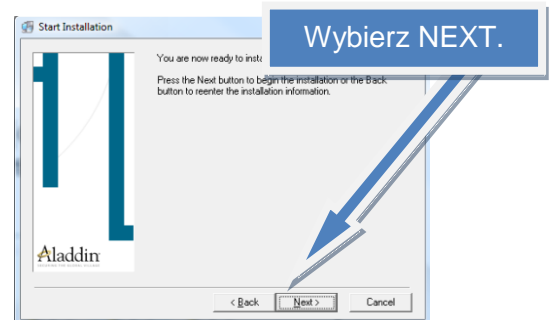 Start Installation
Wybierz NEXT.
You are now ready to insta
Press the Next button to begin the installation or the Back
button to reenter the installation information.
Aladdin
< Back
Next >
Cancel